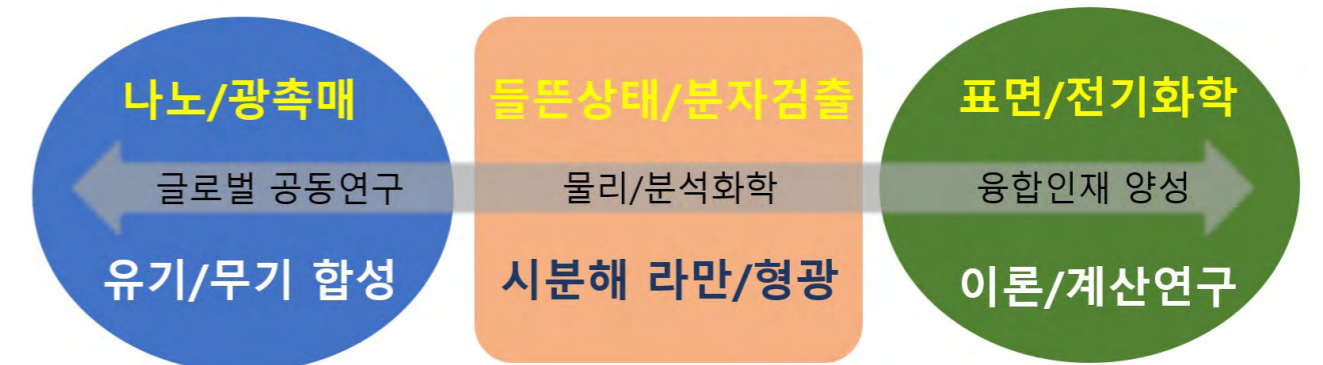 나노/광촉매
들뜬상태/분자검출
표면/전기화학
글로벌 공동연구
물리/분석화학
융합인재 양성
유기/무기 합성
시분해 라만/형광
이론/계산연구